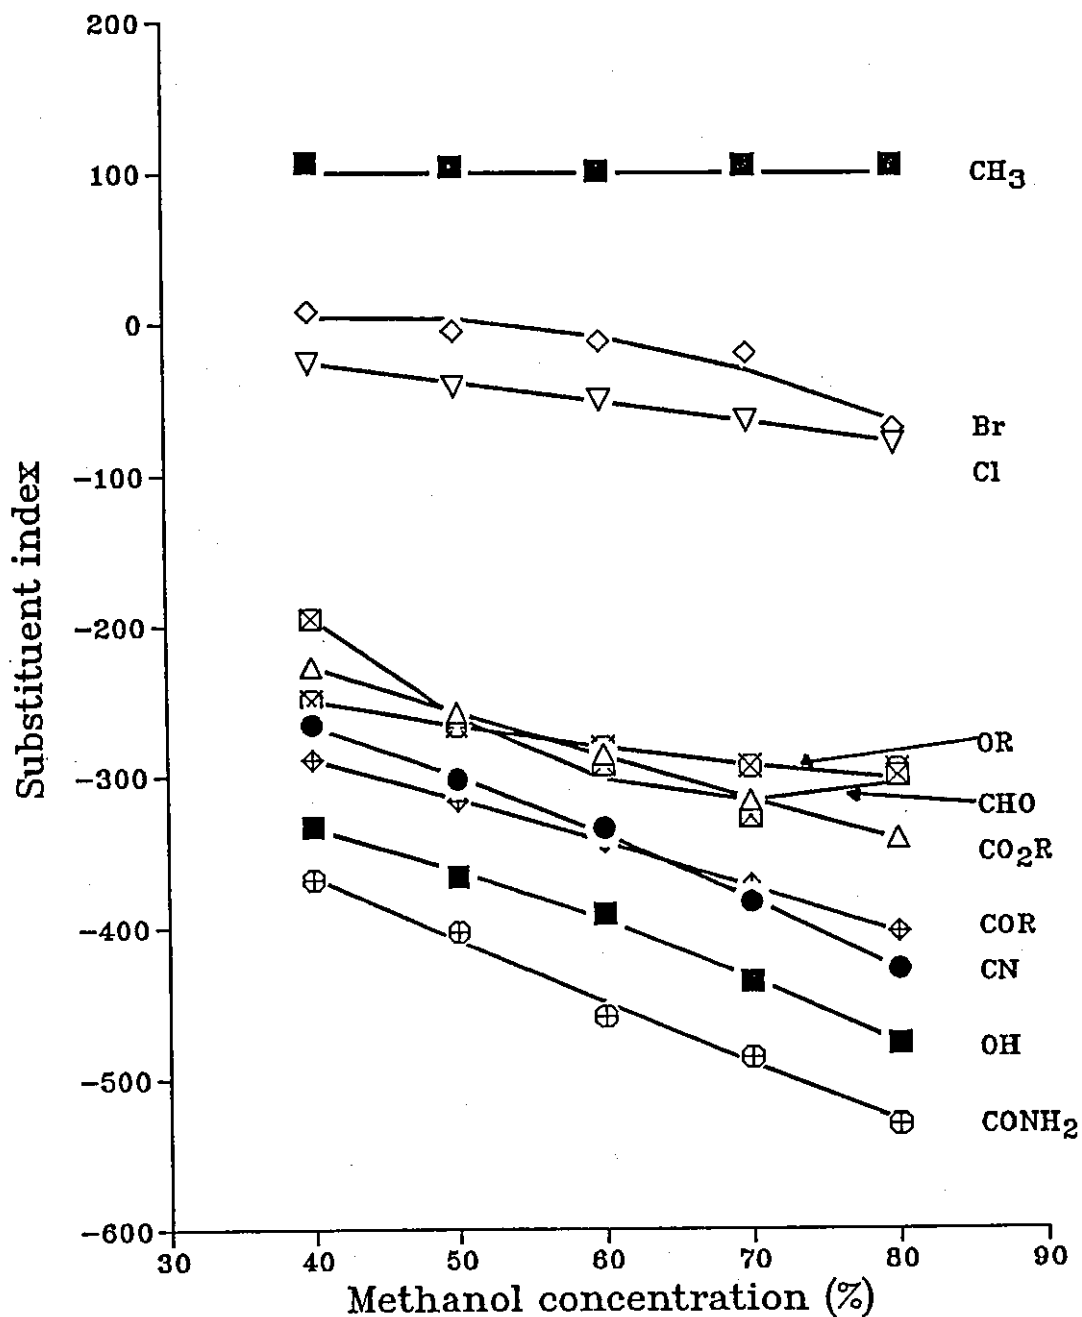 200
100
0
-100
-200
-300
-400
-500
-600
Substituent index
30
40
50
60
70
80
90
Methanol concentration (%)
CH₃
Br
Cl
OR
CHO
CO₂R
COR
CN
OH
CONH₂